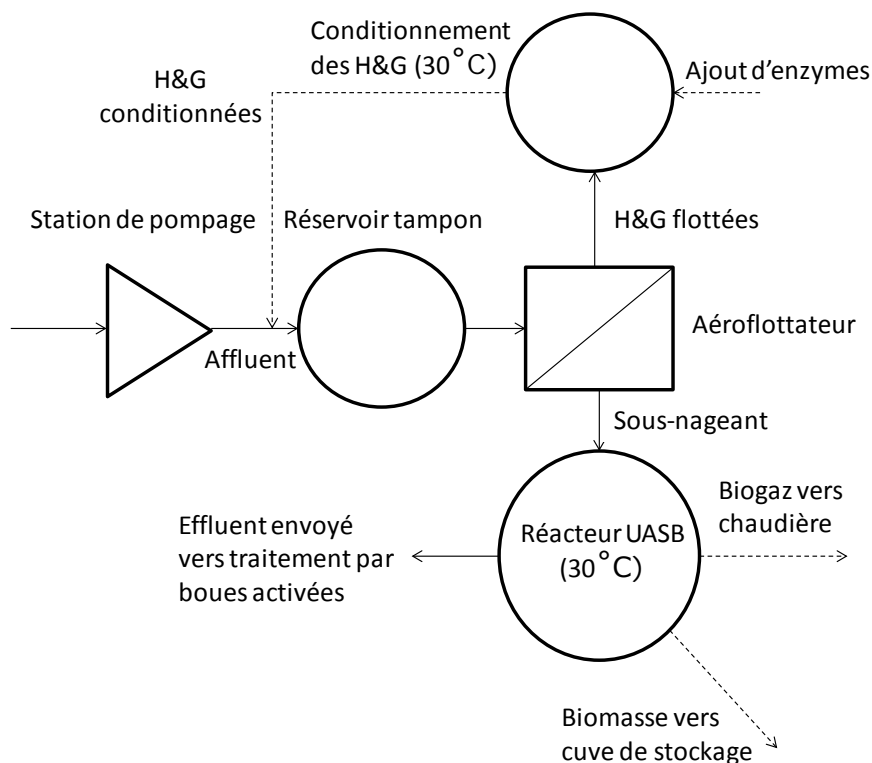 Conditionnement
des H&G (30°C)
H&G
conditionnées
Ajout d'enzymes
Station de pompage
Réservoir tampon
H&G flottées
Affluent
Aéroflottateur
Sous-nageant
Effluent envoyé
vers traitement par
boues activées
Réacteur UASB
(30°C)
Biogaz vers
chaudière
Biomasse vers
cuve de stockage